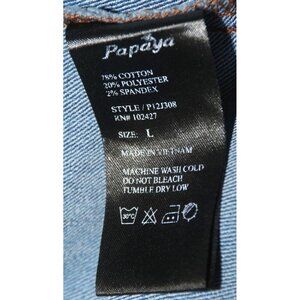 Papaya
78% COTTON
20% POLYESTER
2% SPANDEX
STYLE / P12J308
RN# 102427
SIZE: L
MADE IN VIETNAM
MACHINE WASH COLD
DO NOT BLEACH
TUMBLE DRY LOW
30°C